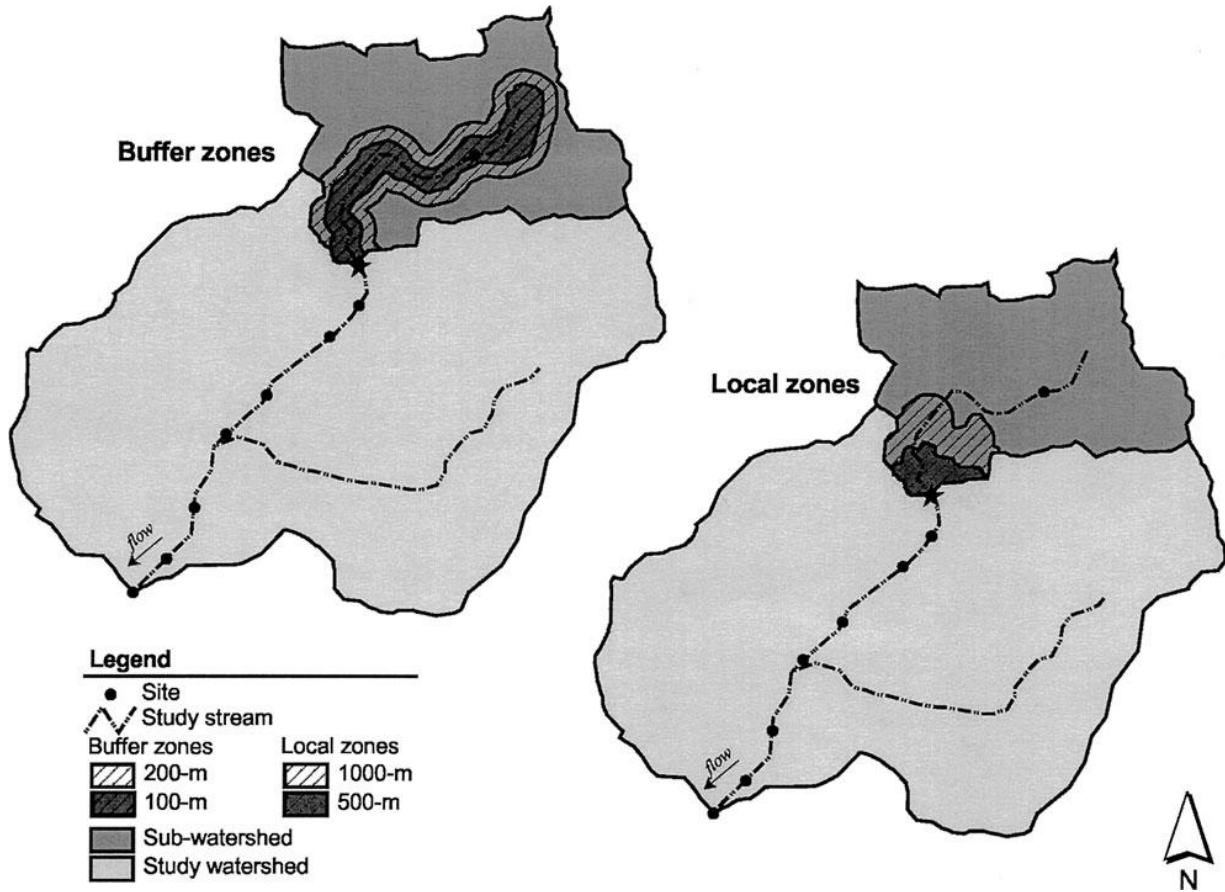 Buffer zones
Local zones
flow
flow
Legend
Site
Study stream
Buffer zones Local zones
200-m 1000-m
100-m 500-m
Sub-watershed
Study watershed
N